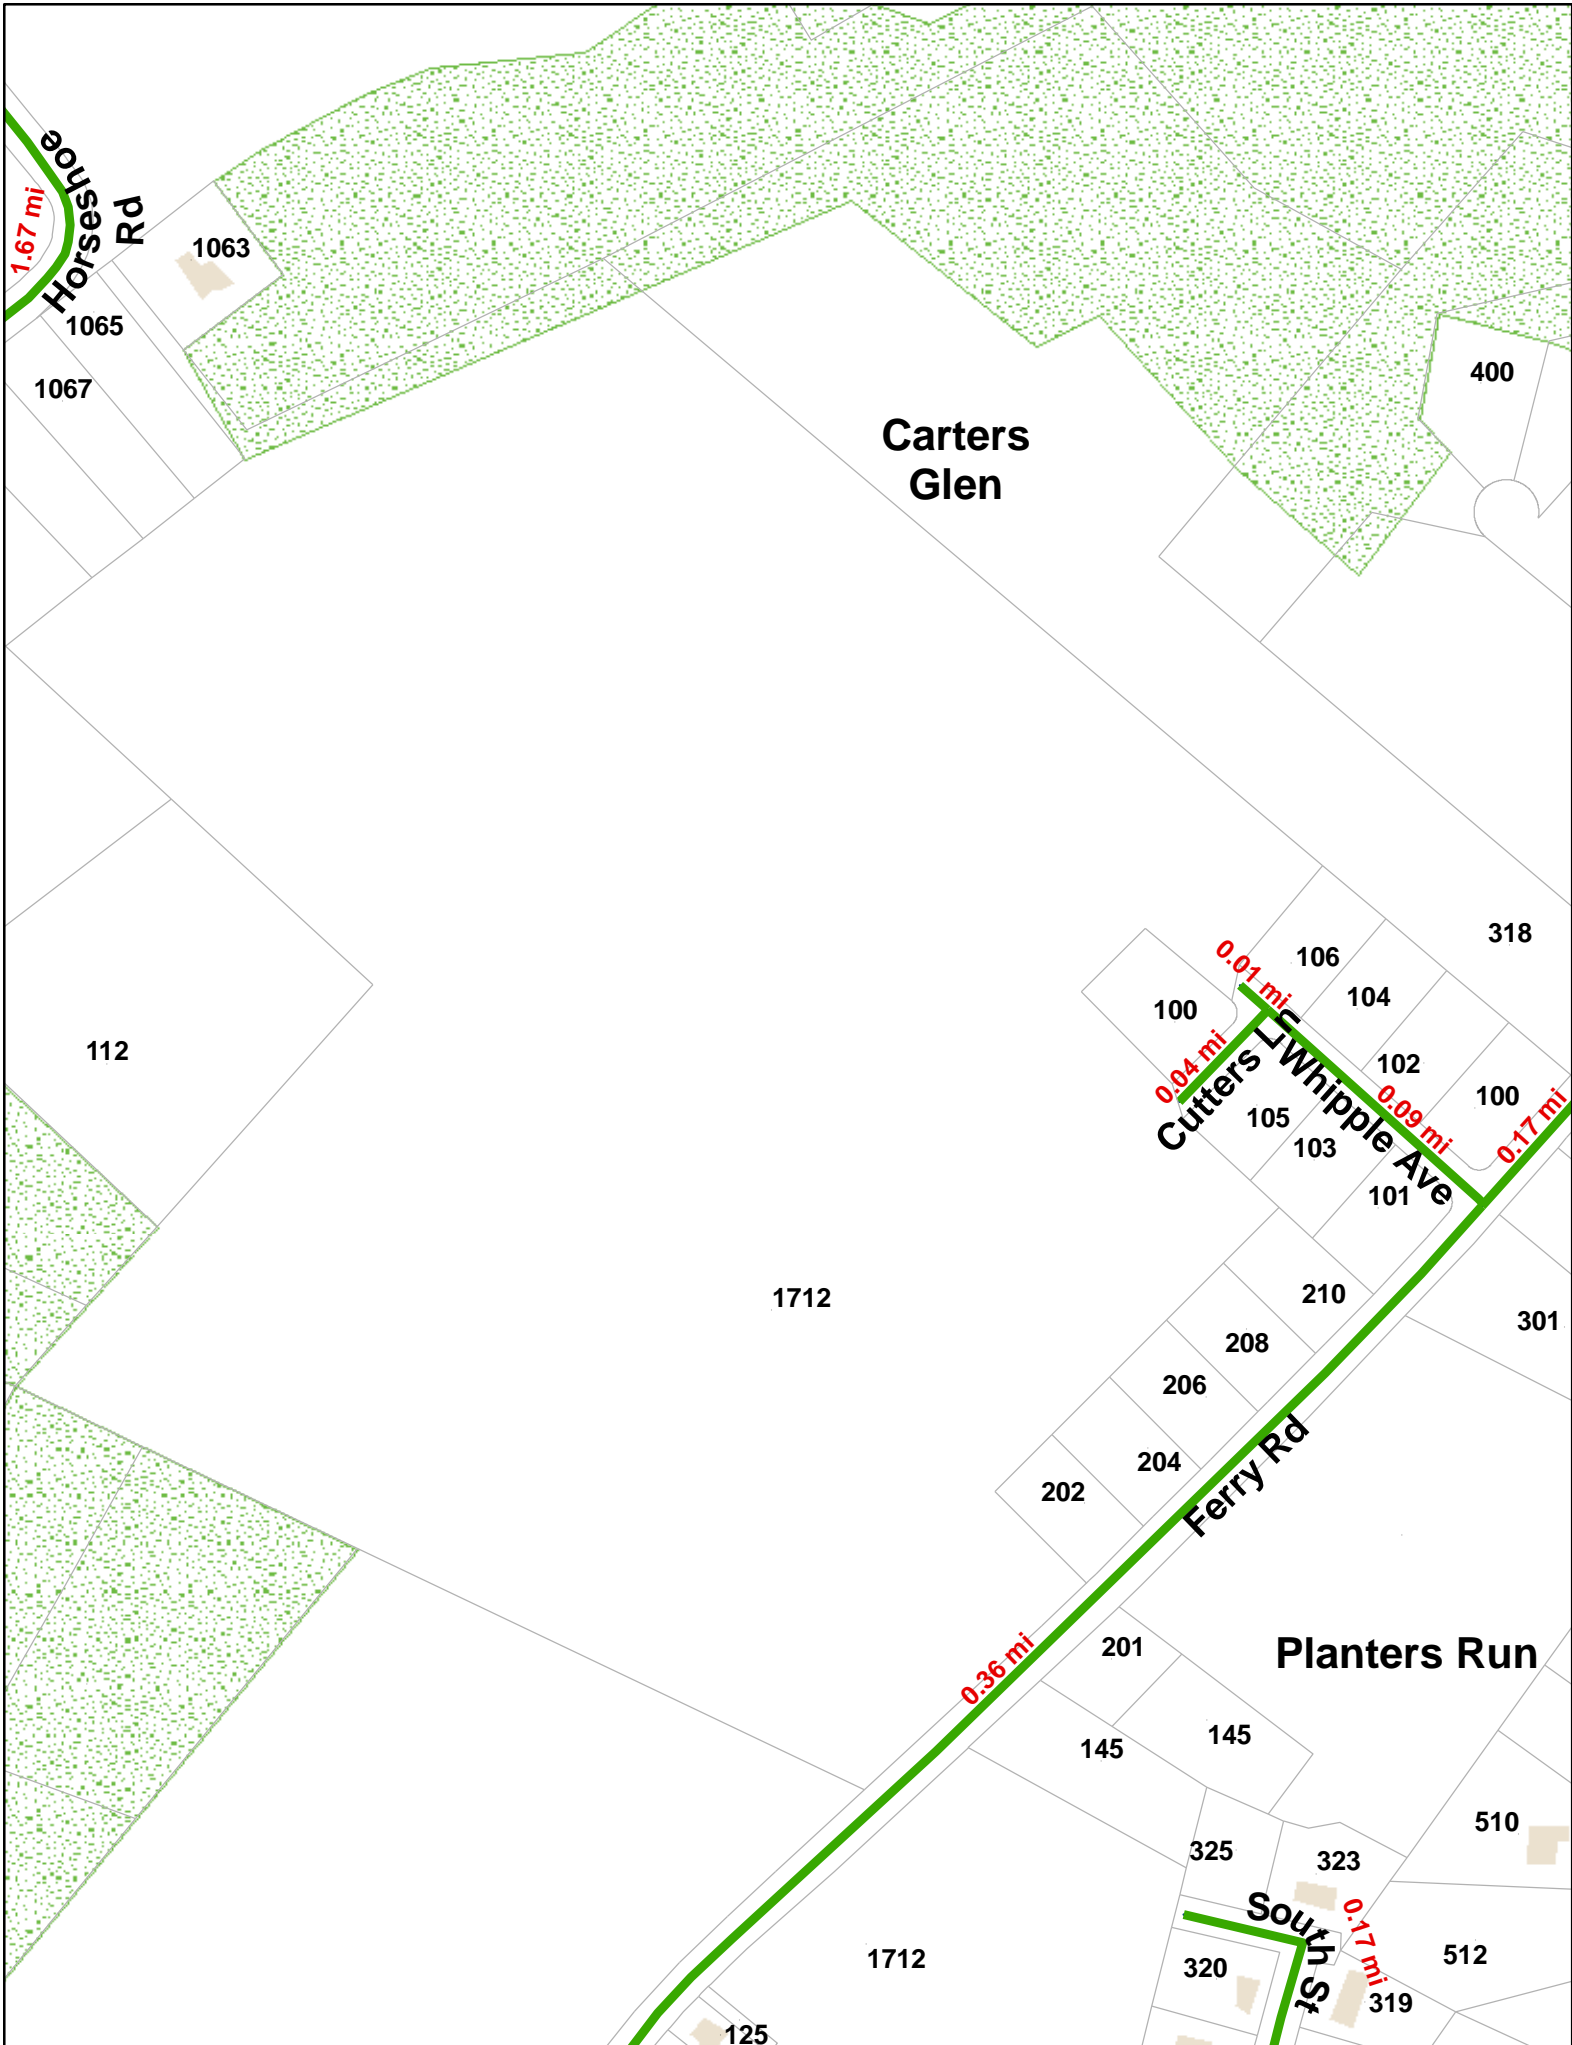 Horseshoe
Rd
1.67 mi
1063
1065
1067
400
Carters
Glen
318
106
0.01 mi
104
100
102
0.04 mi
Cutters Ln
Whipple Ave
0.09 mi
100
0.17 mi
105
103
101
112
1712
210
301
208
206
204
202
Ferry Rd
0.36 mi
201
Planters Run
145
145
510
325
323
South St
0.17 mi
512
1712
320
319
125